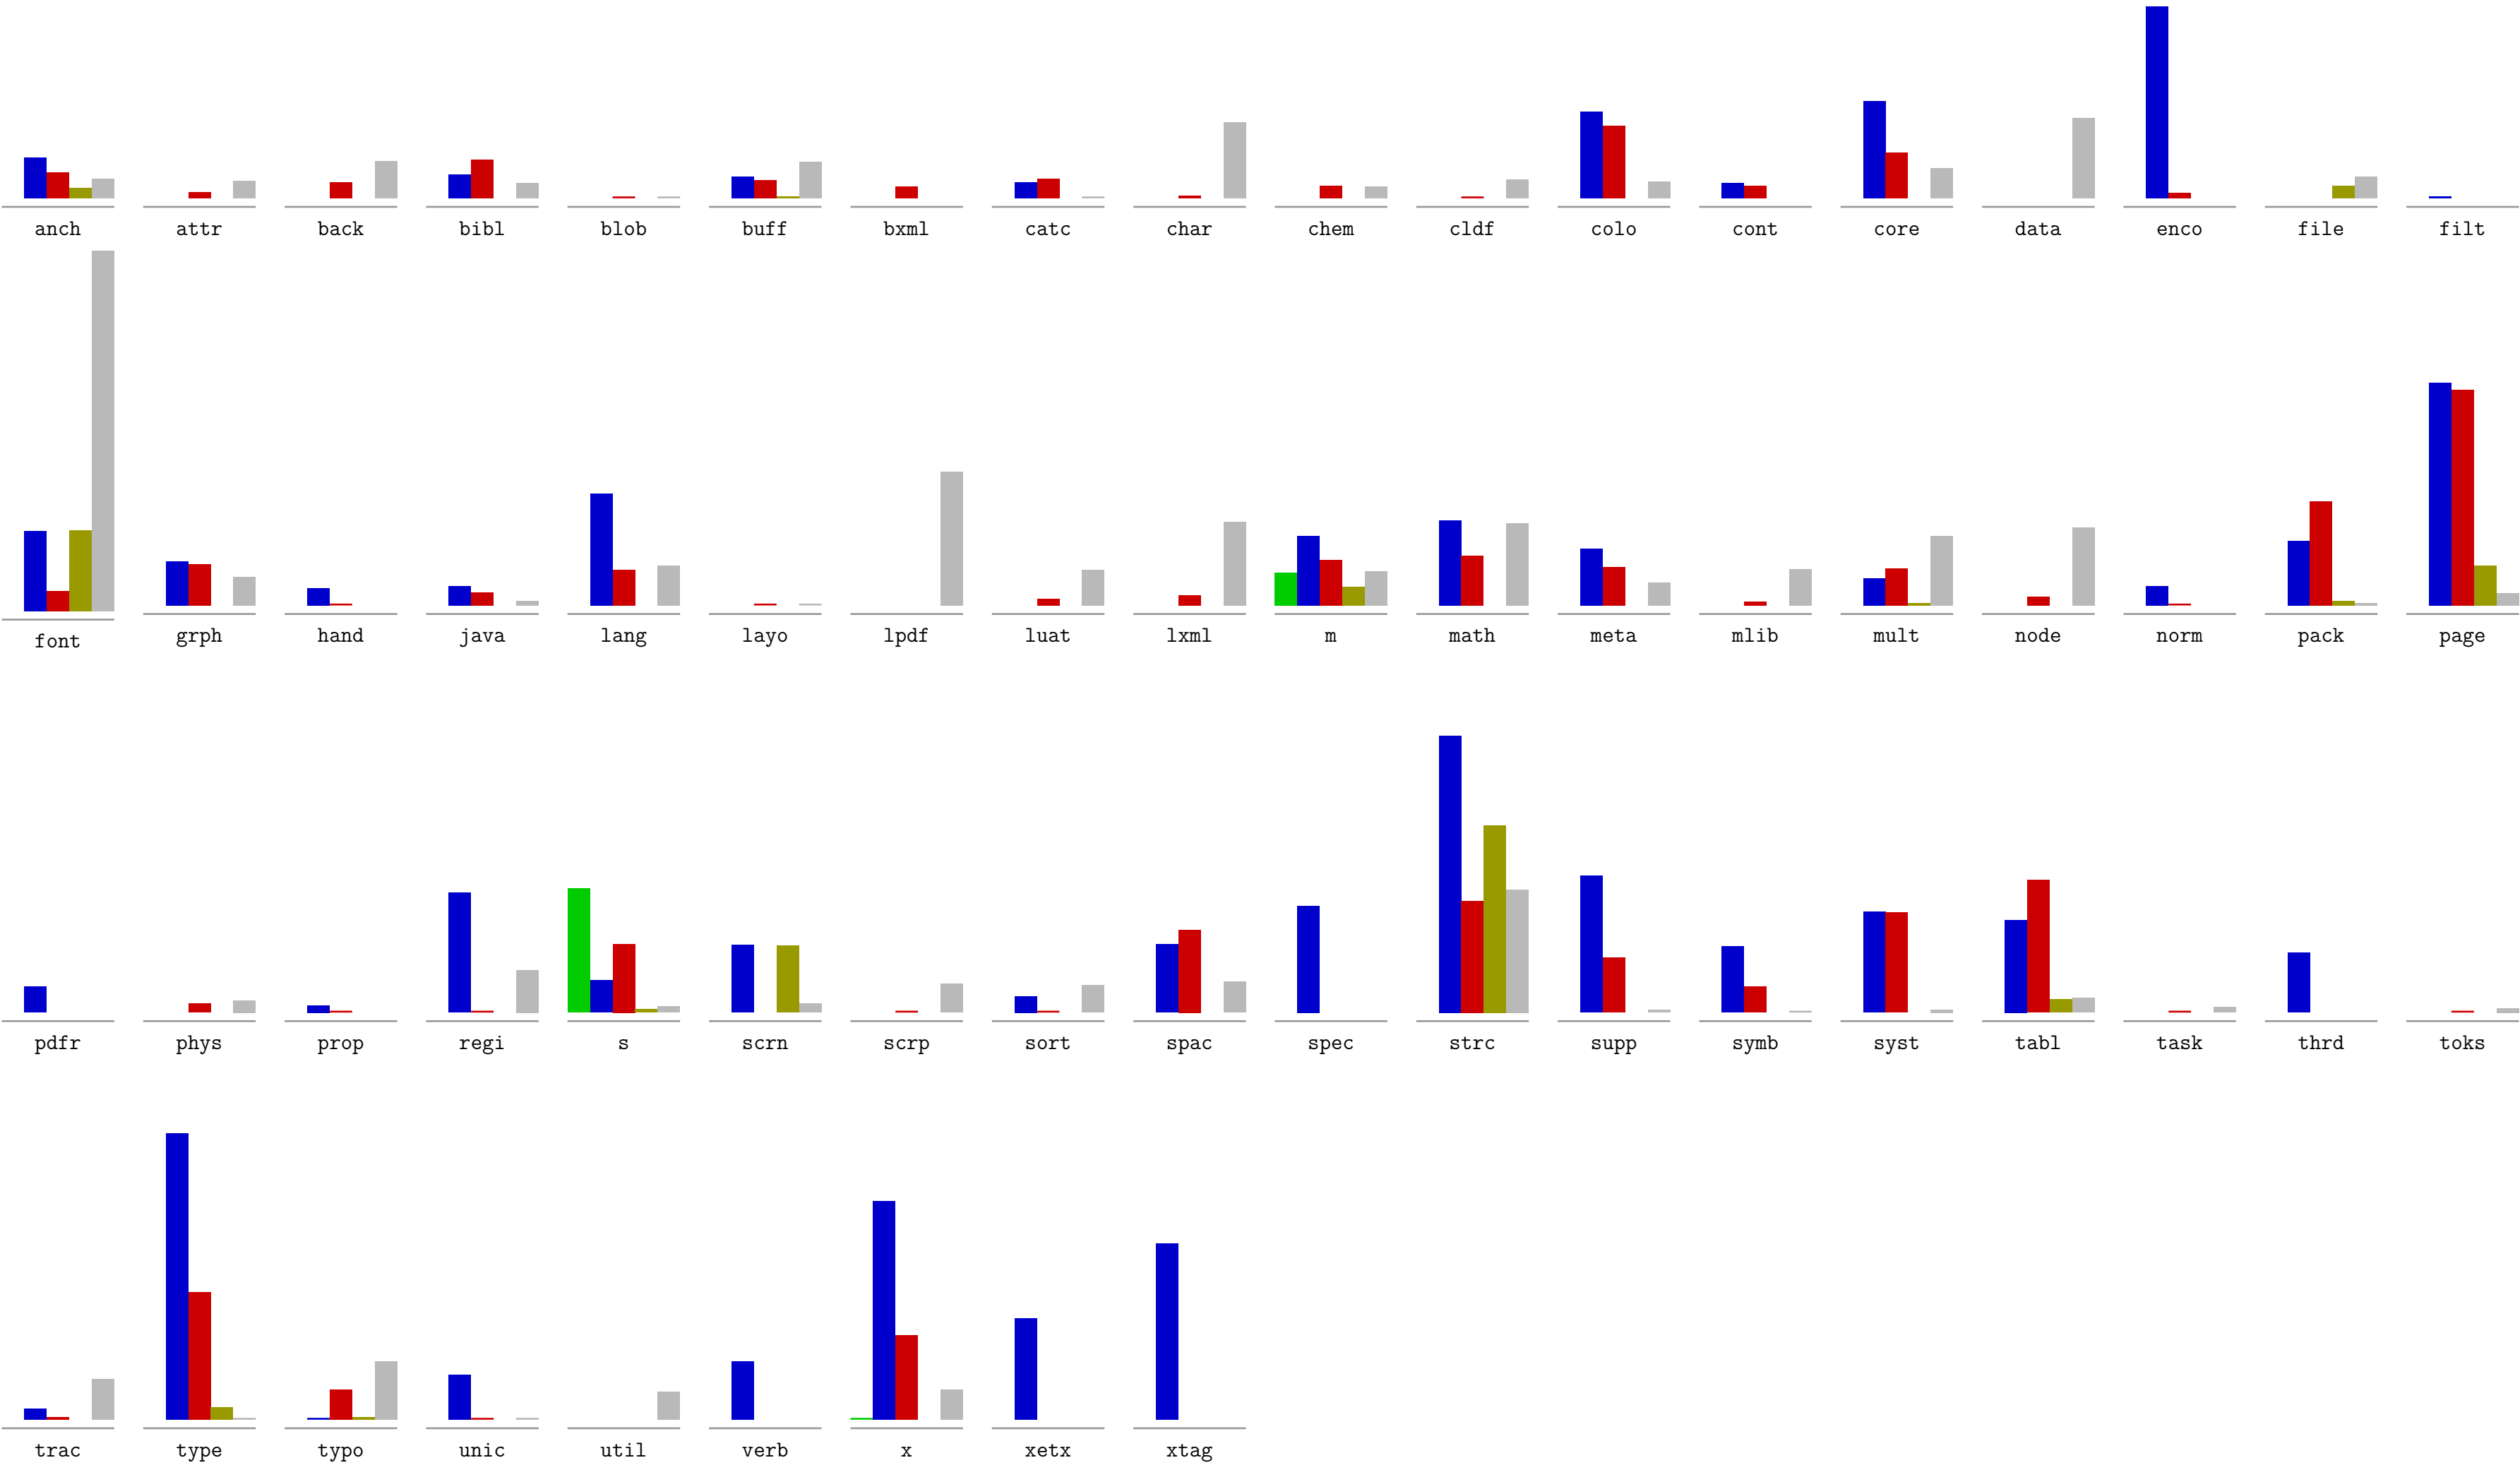 anch attr back bibl blob buff bxml catc char chem cldf colo cont core data enco file filt
font grph hand java lang layo lpdf luat lxml m math meta mlib mult node norm pack page
pdfr phys prop regi s scrn scrp sort spac spec strc supp symb syst tabl task thrd toks
trac type typo unic util verb x xetx xtag